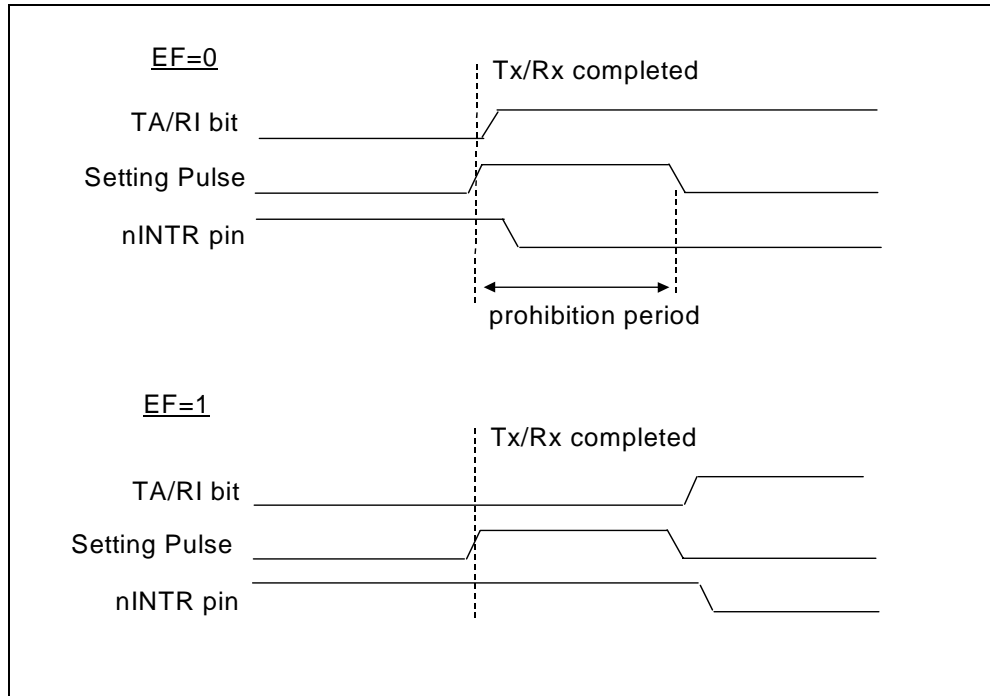 EF=0
Tx/Rx completed
TA/RI bit
Setting Pulse
nINTR pin
prohibition period
EF=1
Tx/Rx completed
TA/RI bit
Setting Pulse
nINTR pin